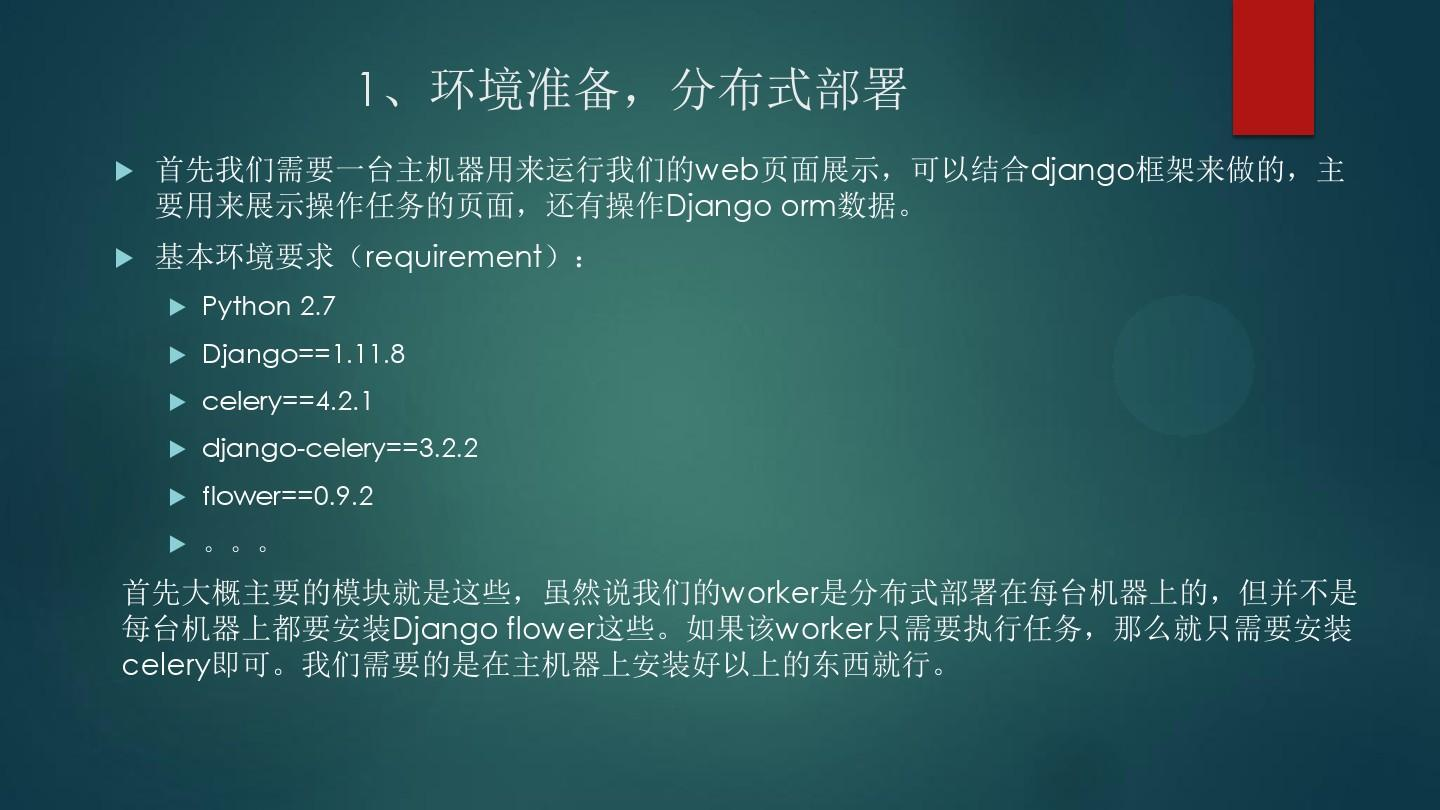 1、环境准备，分布式部署
首先我们需要一台主机器用来运行我们的web页面展示，可以结合django框架来做的，主
要用来展示操作任务的页面，还有操作Django orm数据。
基本环境要求（requirement）：
Python 2.7
Django==1.11.8
celery==4.2.1
django-celery==3.2.2
flower==0.9.2
。。。
首先大概主要的模块就是这些，虽然说我们的worker是分布式部署在每台机器上的，但并不是
每台机器上都要安装Django flower这些。如果该worker只需要执行任务，那么就只需要安装
celery即可。我们需要的是在主机器上安装好以上的东西就行。